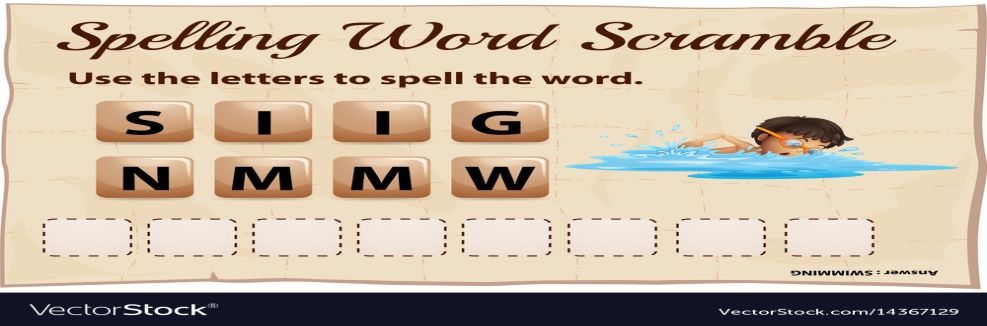 Spelling Word Scramble
Use the letters to spell the word.
S I I G
N M M W
Answer : SWIMMING
VectorStock®
VectorStock.com/14367129